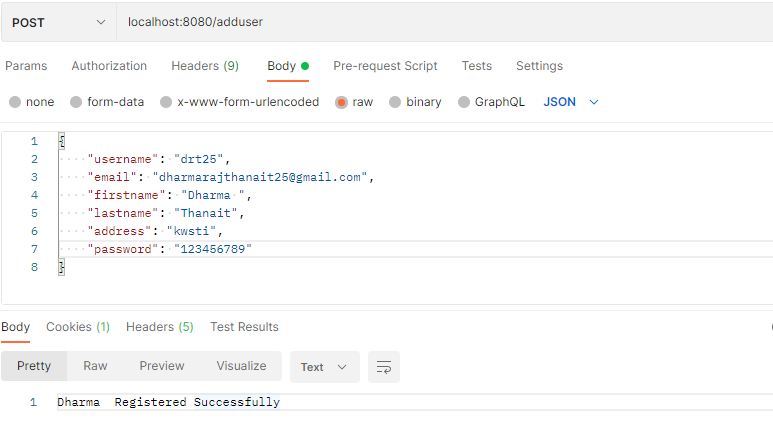 POST localhost:8080/adduser
Params Authorization Headers (9) Body Pre-request Script Tests Settings
none form-data x-www-form-urlencoded raw binary GraphQL JSON
1 {
2 "username": "drt25",
3 "email": "dharmarajthanait25@gmail.com",
4 "firstname": "Dharma ",
5 "lastname": "Thanait",
6 "address": "kwsti",
7 "password": "123456789"
8 }
Body Cookies (1) Headers (5) Test Results
Pretty Raw Preview Visualize Text
1 Dharma  Registered Successfully